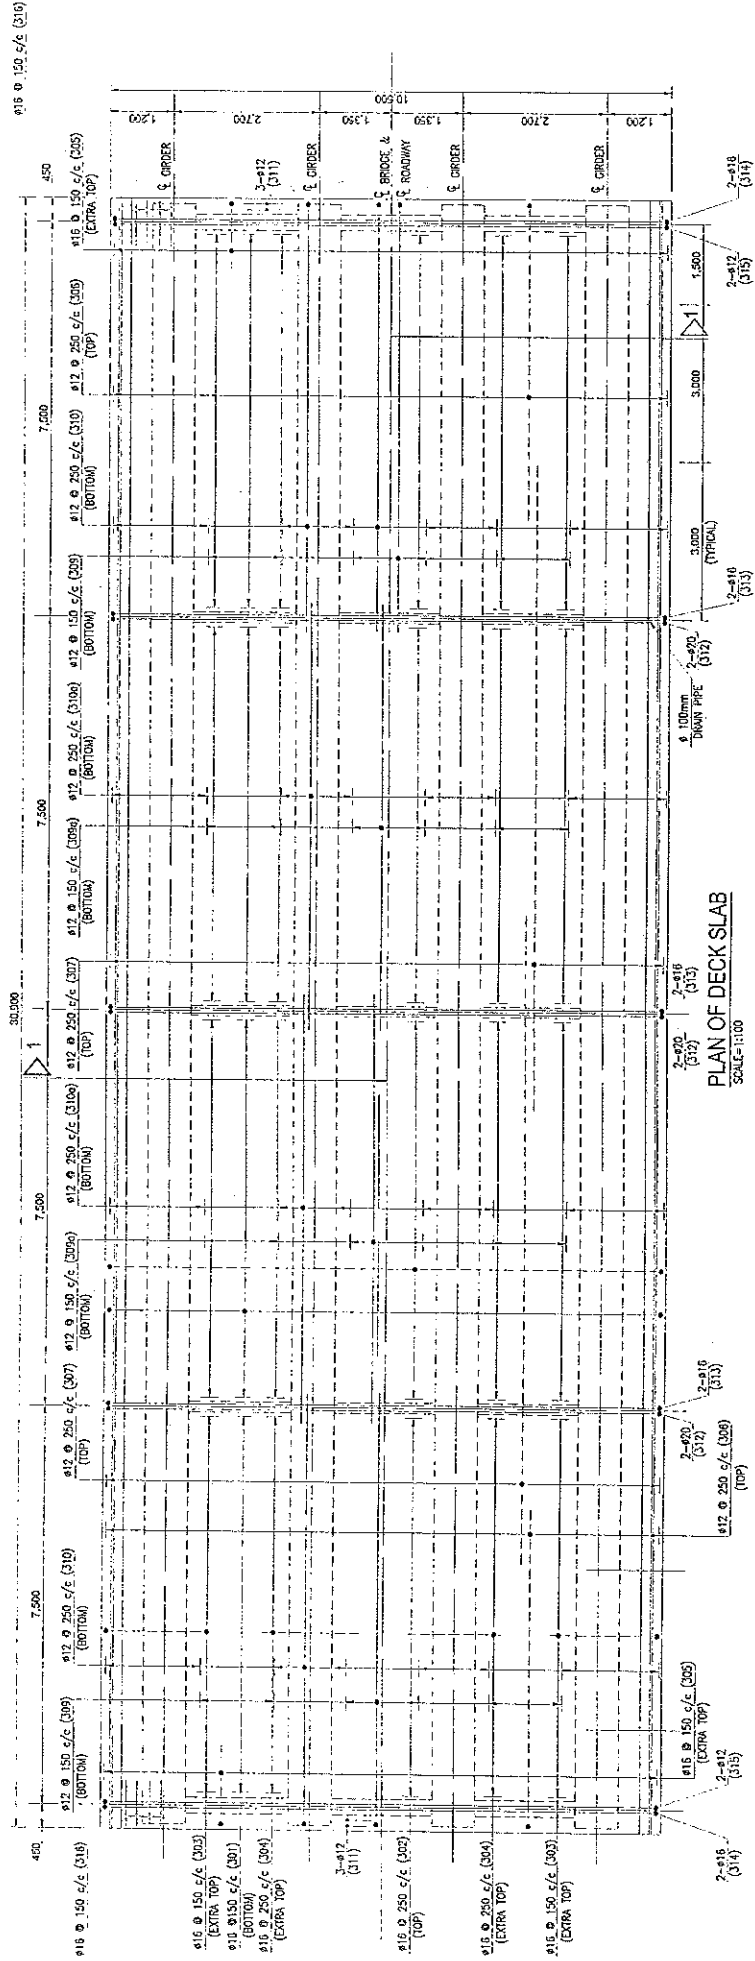 ø16 @ 150 c/c (316)
30,000
450
7,500
7,500
7,500
7,500
450
ø16 @ 150 c/c (316)
ø12 @ 150 c/c (309)
(BOTTOM)
ø12 @ 250 c/c (310)
(BOTTOM)
ø12 @ 250 c/c (307)
(TOP)
ø12 @ 150 c/c (309a)
(BOTTOM)
ø12 @ 250 c/c (310a)
(BOTTOM)
1
ø12 @ 250 c/c (307)
(TOP)
ø12 @ 150 c/c (309a)
(BOTTOM)
ø12 @ 250 c/c (310a)
(BOTTOM)
ø12 @ 150 c/c (309)
(BOTTOM)
ø12 @ 250 c/c (310)
(BOTTOM)
ø12 @ 250 c/c (306)
(TOP)
ø16 @ 150 c/c (305)
(EXTRA TOP)
ø16 @ 150 c/c (303)
(EXTRA TOP)
ø16 @150 c/c (301)
(BOTTOM)
ø16 @ 250 c/c (304)
(EXTRA TOP)
3-ø12
(311)
ø16 @ 250 c/c (302)
(TOP)
ø16 @ 250 c/c (304)
(EXTRA TOP)
ø16 @ 150 c/c (303)
(EXTRA TOP)
℄ GIRDER
3-ø12
(311)
℄ GIRDER
℄ BRIDGE &
℄ ROADWAY
℄ GIRDER
℄ GIRDER
1,200
2,700
1,350
1,350
2,700
1,200
10,500
2-ø16
(314)
2-ø12
(315)
ø16 @ 150 c/c (305)
(EXTRA TOP)
ø12 @ 250 c/c (306)
(TOP)
2-ø20
(312)
2-ø16
(313)
2-ø20
(312)
2-ø16
(313)
ø 100mm
DRAIN PIPE
2-ø20
(312)
2-ø16
(313)
3,000
(TYPICAL)
3,000
1
1,500
2-ø12
(315)
2-ø16
(314)
PLAN OF DECK SLAB
SCALE=1:100